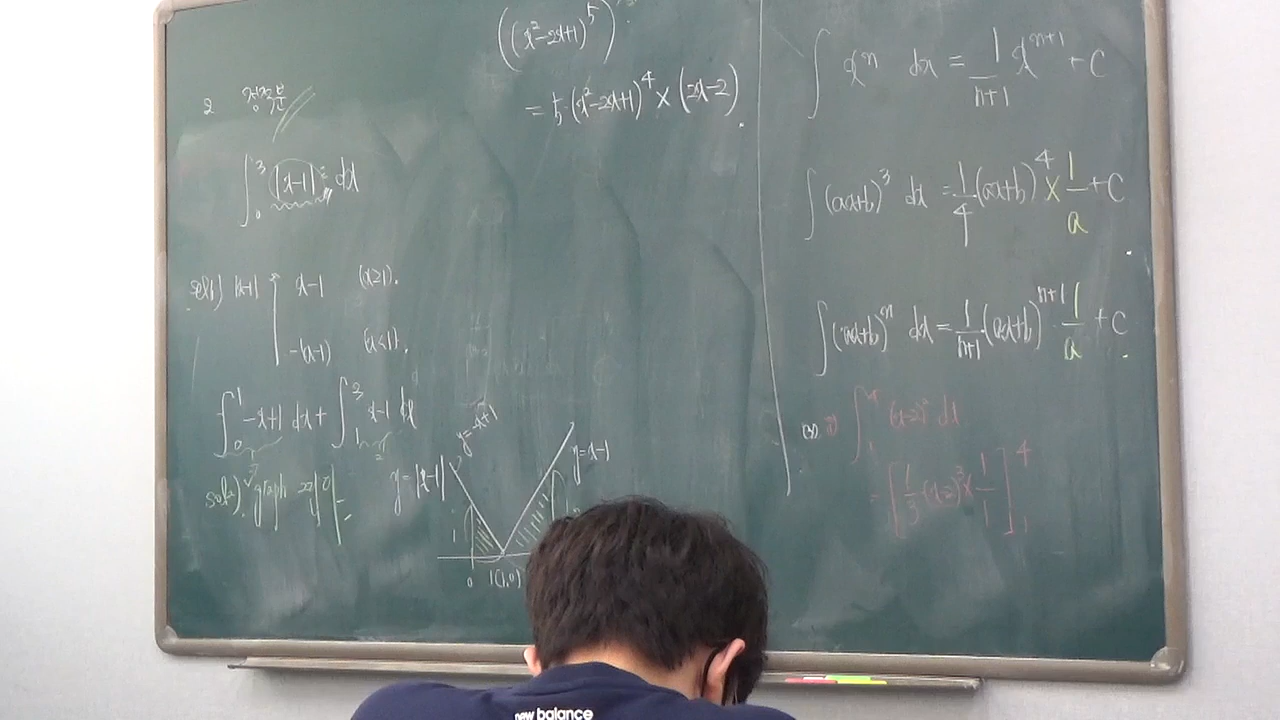 2 정적분
∫₀³ |x-1| dx
sol1) |x-1| x-1 (x≥1).
-(x-1) (x<1).
∫₀¹ -x+1 dx + ∫₁³ x-1 dx
sol2) graph
y=|x-1|
y=-x+1
y=x-1
0 1(1,0)
((x²-2x+1)⁵)
= 5·(x²-2x+1)⁴×(2x-2).
∫ xⁿ dx = 1/(n+1) xⁿ⁺¹ + C
∫ (ax+b)³ dx = 1/4 (ax+b)⁴ × 1/a + C
∫ (ax+b)ⁿ dx = 1/(n+1) (ax+b)ⁿ⁺¹ · 1/a + C
∫₁⁴ (x-2)² dx
= [1/3 (x-2)³ × 1/1]₁⁴
new balance